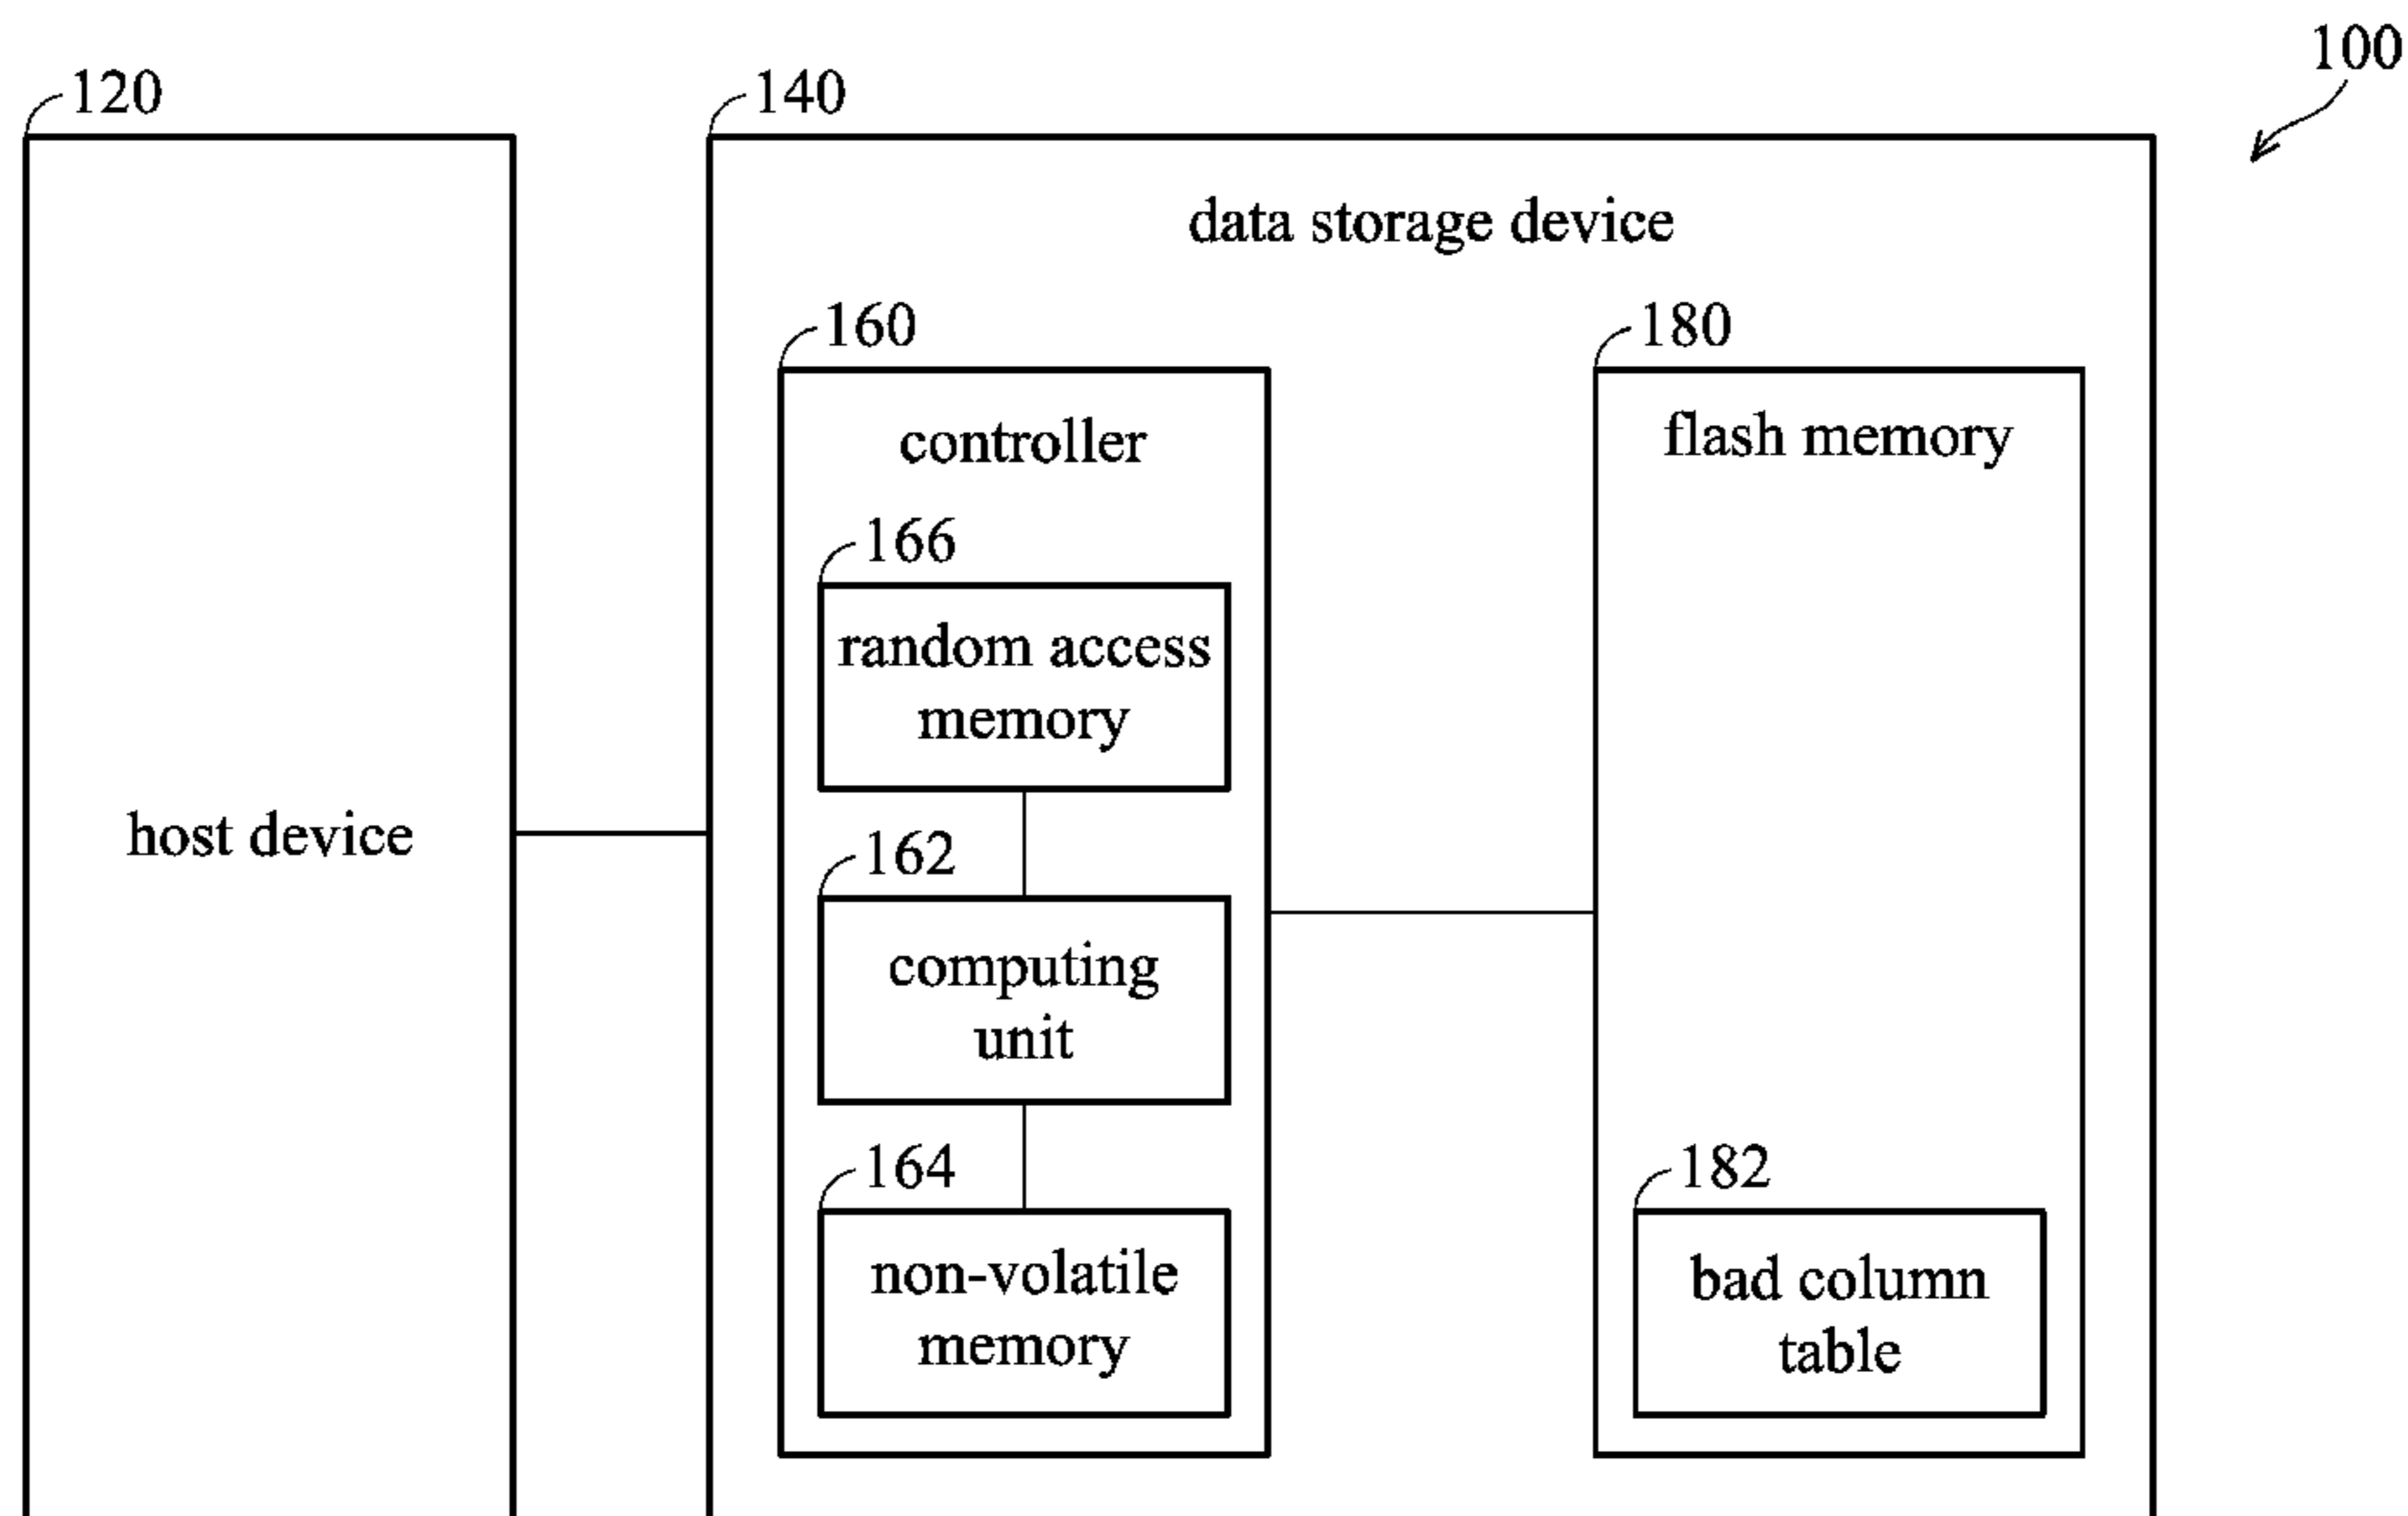 100
120
140
data storage device
160
180
controller
flash memory
166
random access
memory
host device
162
computing
unit
164
182
non-volatile
memory
bad column
table